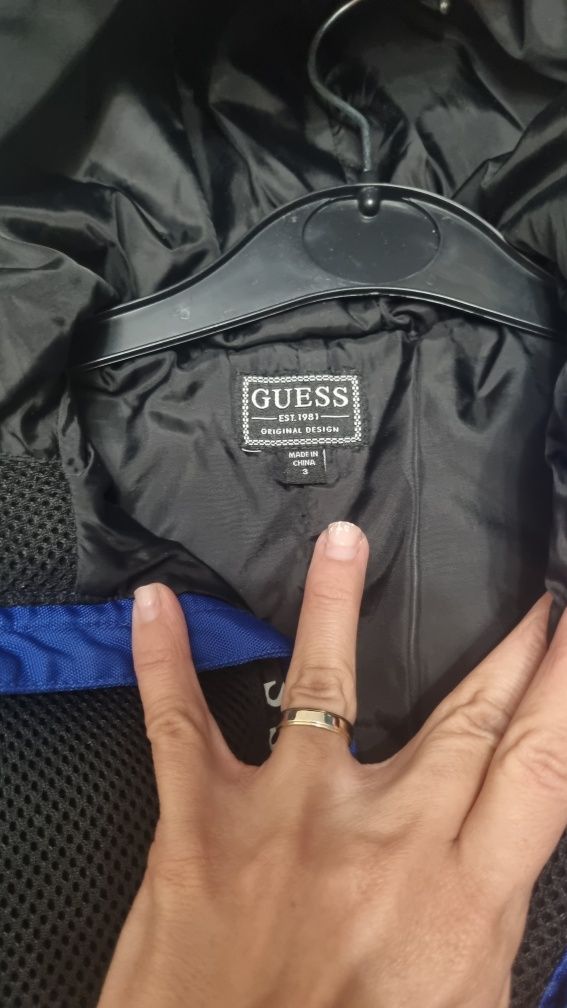 GUESS
EST. 1981
ORIGINAL DESIGN
MADE IN
CHINA
3